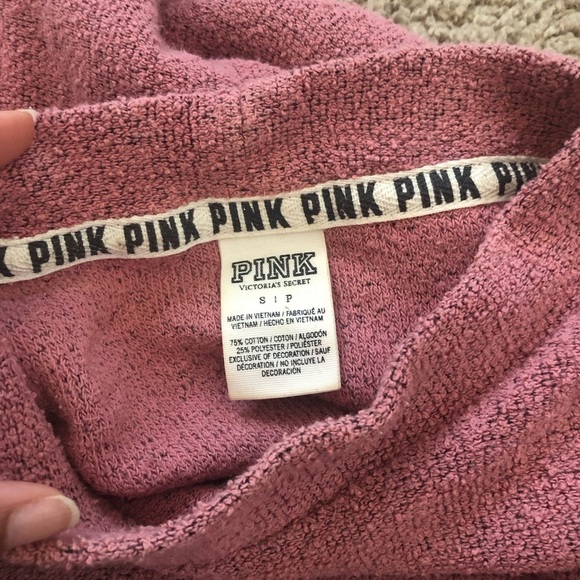 K PINK PINK PINK PINK PINK PINK
PINK
VICTORIA'S SECRET
S | P
MADE IN VIETNAM / FABRIQUÉ AU
VIETNAM / HECHO EN VIETNAM
75% COTTON / COTON / ALGODÓN
25% POLYESTER / POLIÉSTER
EXCLUSIVE OF DECORATION / SAUF
DÉCORATION / NO INCLUYE LA
DECORACIÓN